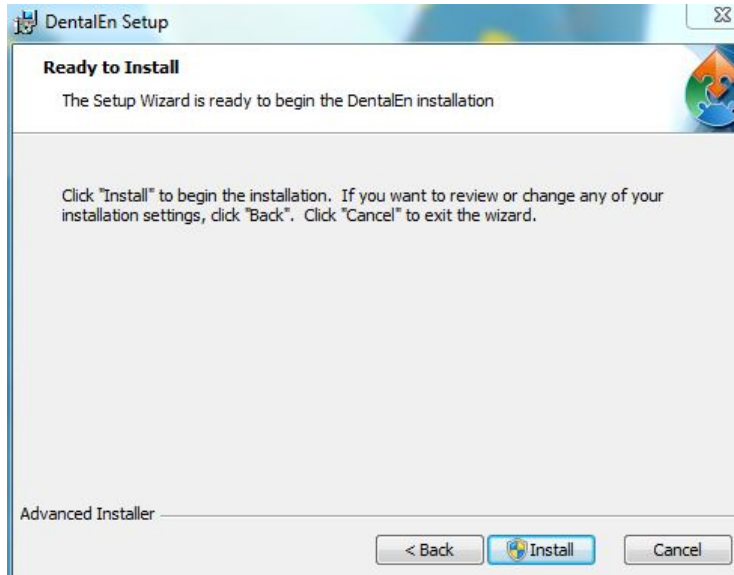 DentalEn Setup
Ready to Install
The Setup Wizard is ready to begin the DentalEn installation
Click "Install" to begin the installation.  If you want to review or change any of your
installation settings, click "Back".  Click "Cancel" to exit the wizard.
Advanced Installer
< Back Install Cancel